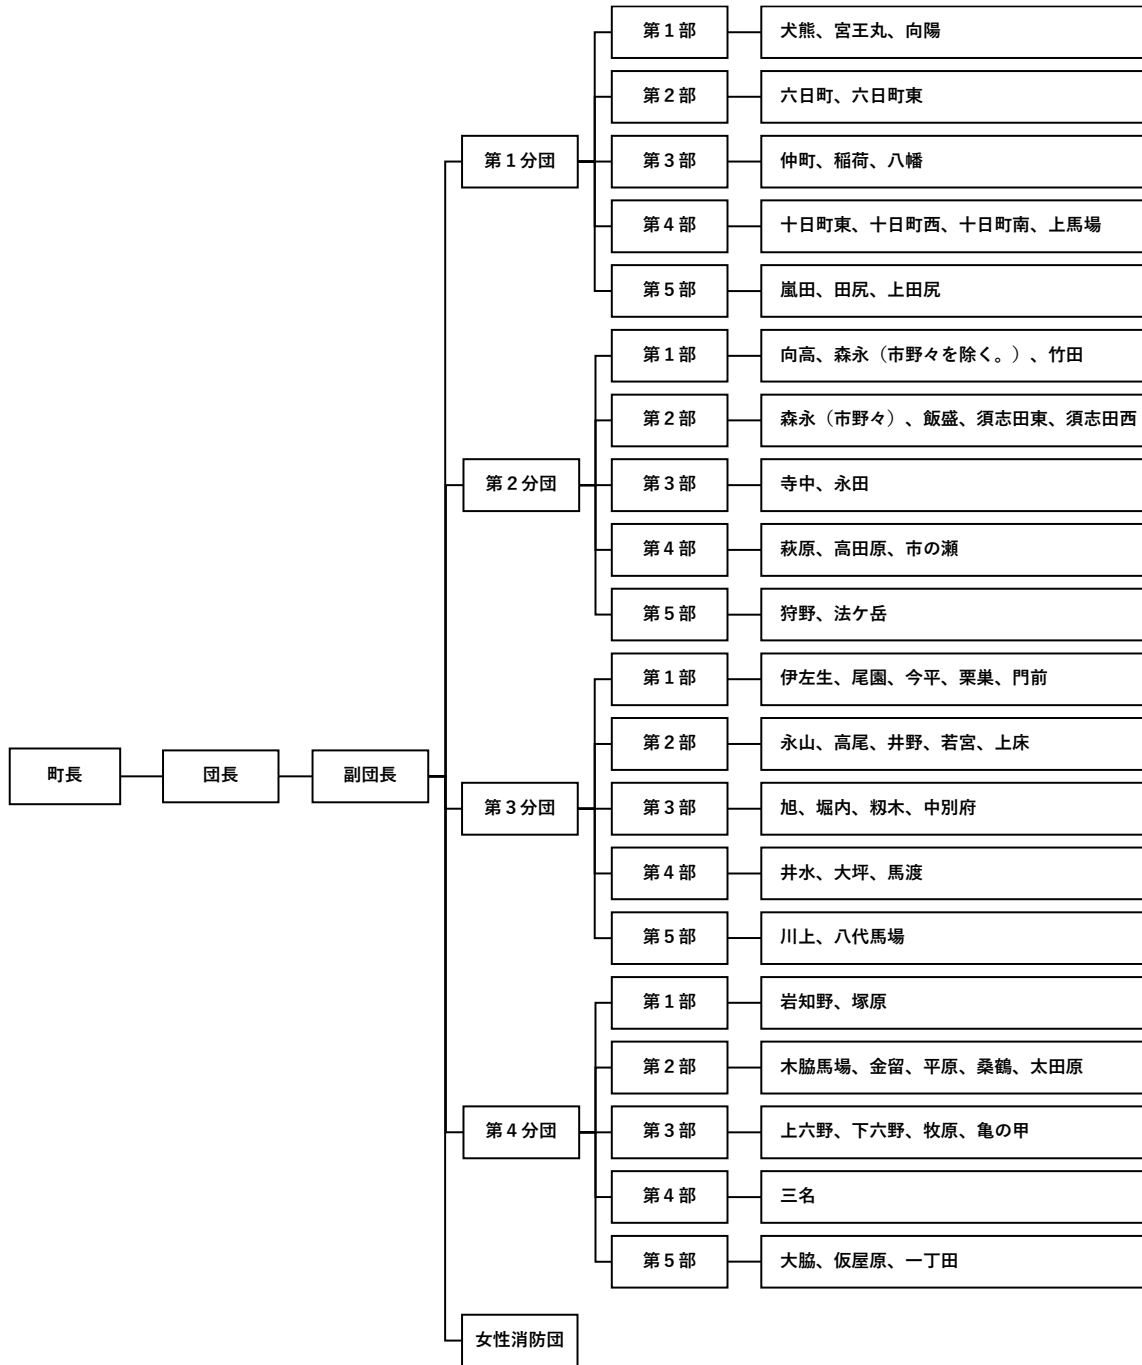 町長
団長
副団長
第１分団
第１部
犬熊、宮王丸、向陽
第２部
六日町、六日町東
第３部
仲町、稲荷、八幡
第４部
十日町東、十日町西、十日町南、上馬場
第５部
嵐田、田尻、上田尻
第２分団
第１部
向高、森永（市野々を除く。）、竹田
第２部
森永（市野々）、飯盛、須志田東、須志田西
第３部
寺中、永田
第４部
萩原、高田原、市の瀬
第５部
狩野、法ケ岳
第３分団
第１部
伊左生、尾園、今平、栗巣、門前
第２部
永山、高尾、井野、若宮、上床
第３部
旭、堀内、籾木、中別府
第４部
井水、大坪、馬渡
第５部
川上、八代馬場
第４分団
第１部
岩知野、塚原
第２部
木脇馬場、金留、平原、桑鶴、太田原
第３部
上六野、下六野、牧原、亀の甲
第４部
三名
第５部
大脇、仮屋原、一丁田
女性消防団